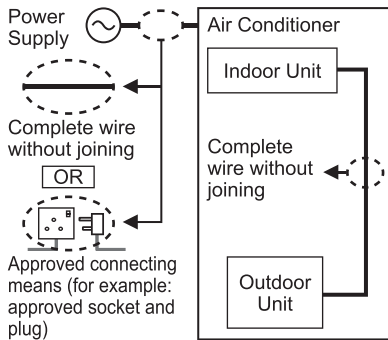 Power
Supply
Air Conditioner
Indoor Unit
Complete wire
without joining
OR
Approved connecting
means (for example:
approved socket and
plug)
Complete
wire without
joining
Outdoor
Unit